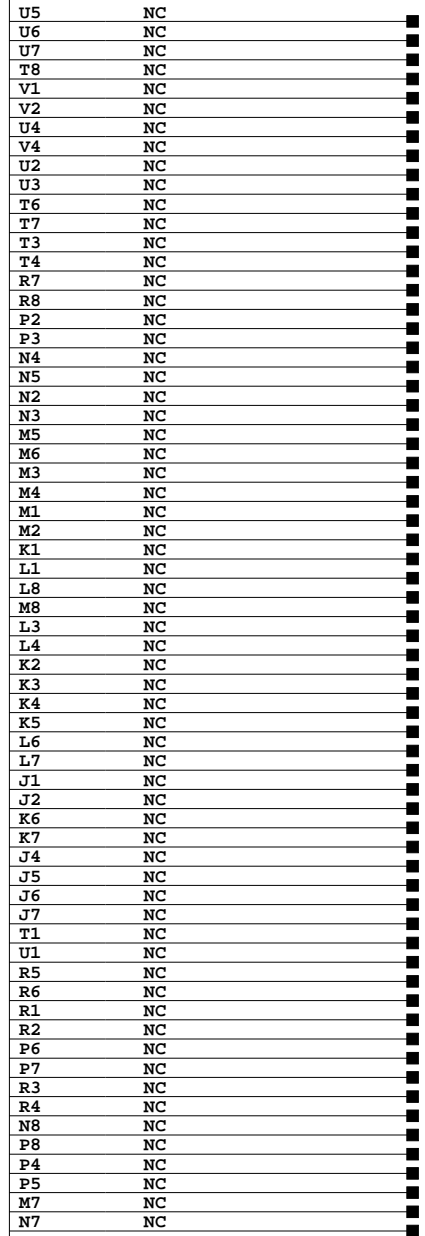 U5 NC
U6 NC
U7 NC
T8 NC
V1 NC
V2 NC
U4 NC
V4 NC
U2 NC
U3 NC
T6 NC
T7 NC
T3 NC
T4 NC
R7 NC
R8 NC
P2 NC
P3 NC
N4 NC
N5 NC
N2 NC
N3 NC
M5 NC
M6 NC
M3 NC
M4 NC
M1 NC
M2 NC
K1 NC
L1 NC
L8 NC
M8 NC
L3 NC
L4 NC
K2 NC
K3 NC
K4 NC
K5 NC
L6 NC
L7 NC
J1 NC
J2 NC
K6 NC
K7 NC
J4 NC
J5 NC
J6 NC
J7 NC
T1 NC
U1 NC
R5 NC
R6 NC
R1 NC
R2 NC
P6 NC
P7 NC
R3 NC
R4 NC
N8 NC
P8 NC
P4 NC
P5 NC
M7 NC
N7 NC